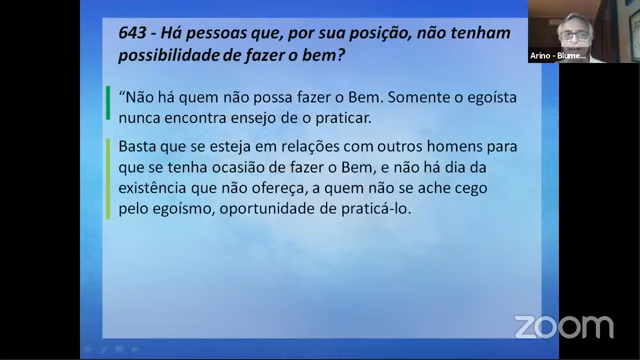 643 - Há pessoas que, por sua posição, não tenham
possibilidade de fazer o bem?
“Não há quem não possa fazer o Bem. Somente o egoísta
nunca encontra ensejo de o praticar.
Basta que se esteja em relações com outros homens para
que se tenha ocasião de fazer o Bem, e não há dia da
existência que não ofereça, a quem não se ache cego
pelo egoísmo, oportunidade de praticá-lo.
Arino - Blume...
zoom